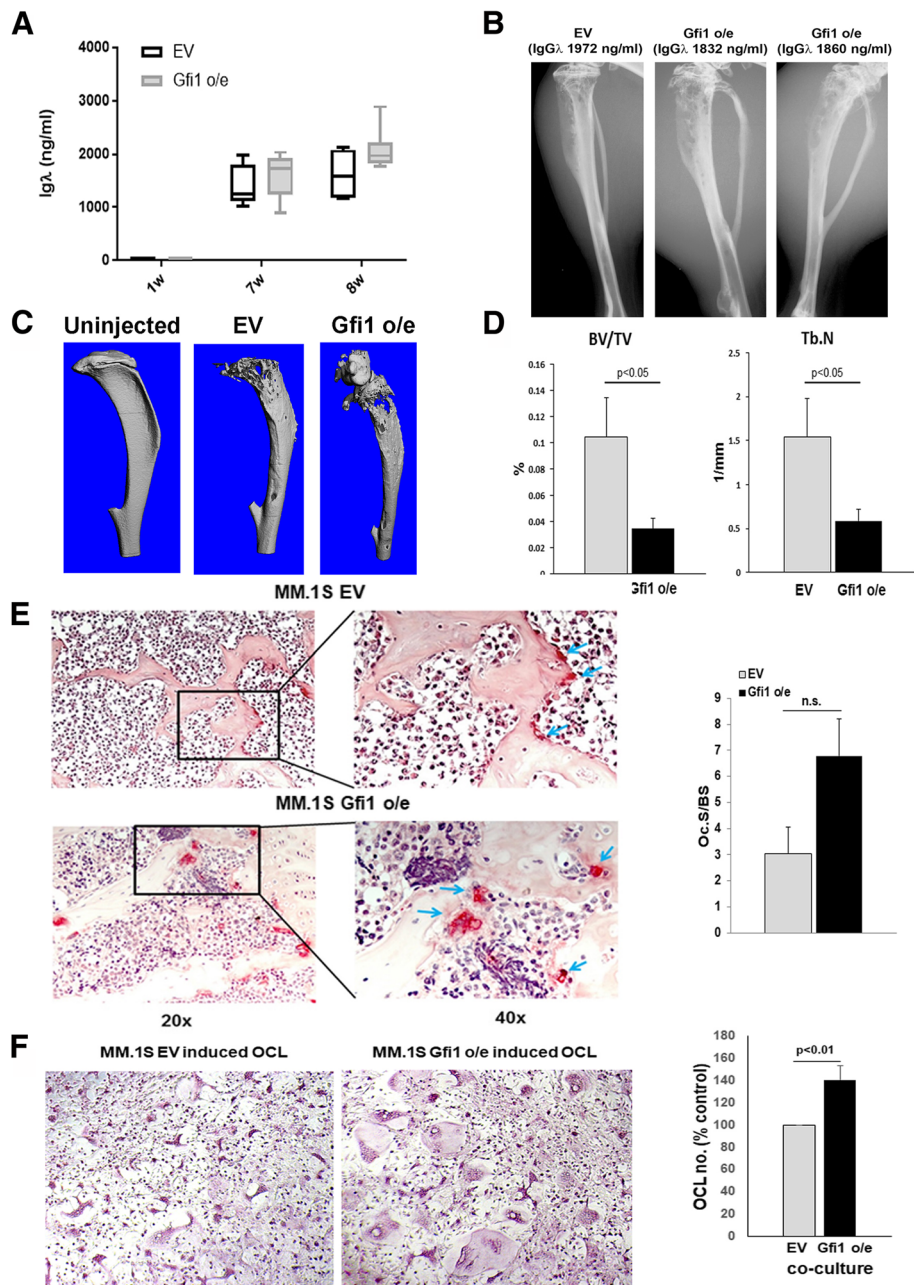 A
EV
Gfi1 o/e
Igλ (ng/ml)
4000
3000
2000
1000
0
1w
7w
8w
B
EV
(IgGλ 1972 ng/ml)
Gfi1 o/e
(IgGλ 1832 ng/ml)
Gfi1 o/e
(IgGλ 1860 ng/ml)
C
Uninjected
EV
Gfi1 o/e
D
BV/TV
p<0.05
%
0.16
0.14
0.12
0.1
0.08
0.06
0.04
0.02
0
Gfi1 o/e
Tb.N
p<0.05
1/mm
2.5
2
1.5
1
0.5
0
EV Gfi1 o/e
E
MM.1S EV
MM.1S Gfi1 o/e
20x
40x
EV
Gfi1 o/e
n.s.
Oc.S/BS
9
8
7
6
5
4
3
2
1
0
F
MM.1S EV induced OCL
MM.1S Gfi1 o/e induced OCL
p<0.01
OCL no. (% control)
180
160
140
120
100
80
60
40
20
0
EV Gfi1 o/e
co-culture